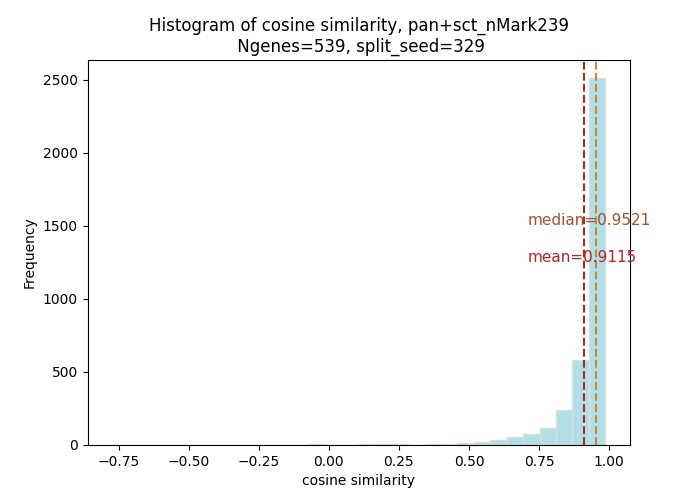 Histogram of cosine similarity, pan+sct_nMark239
Ngenes=539, split_seed=329
2500
2000
1500
1000
500
0
Frequency
median=0.9521
mean=0.9115
−0.75 −0.50 −0.25 0.00 0.25 0.50 0.75 1.00
cosine similarity